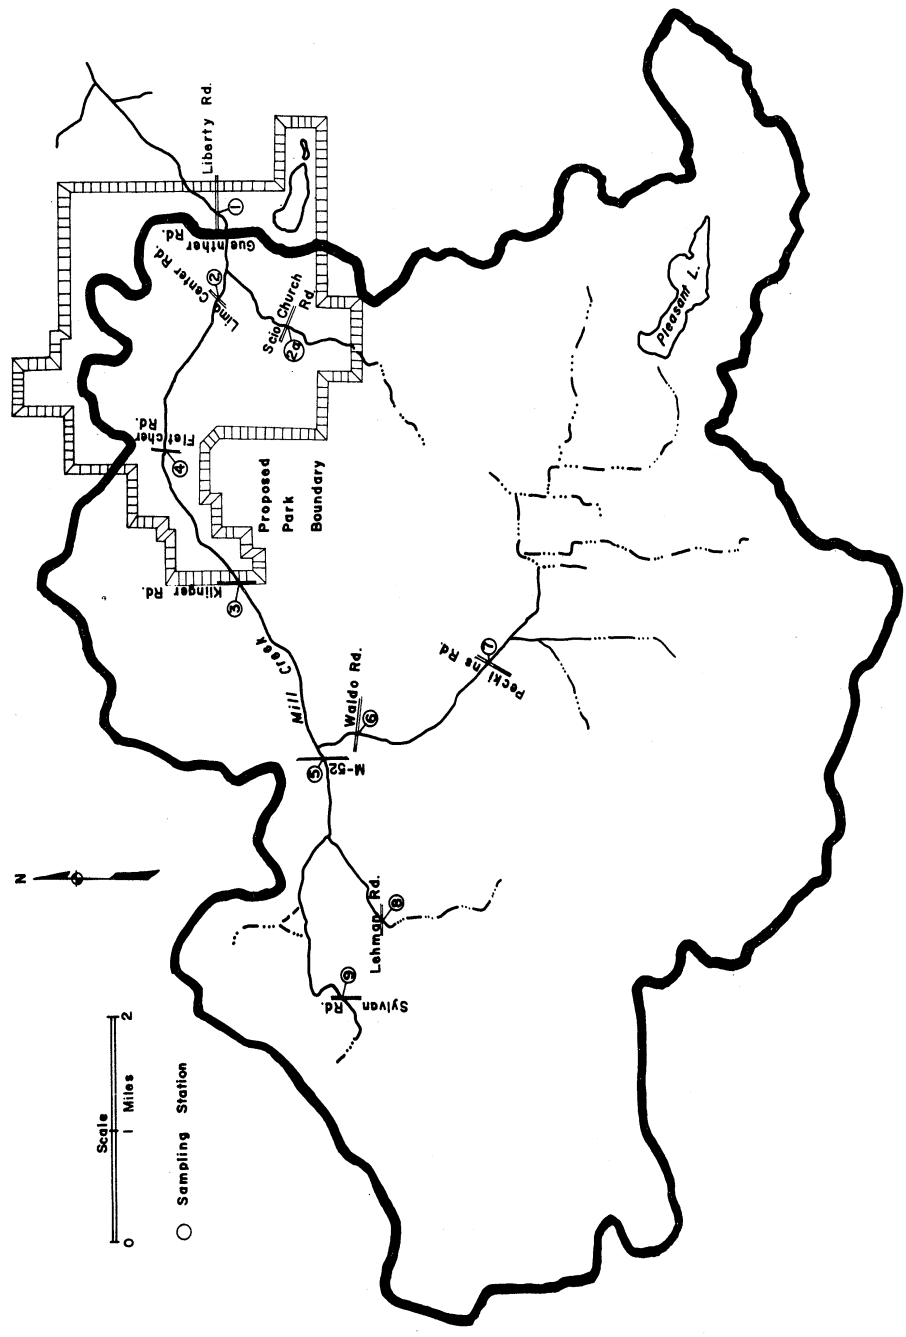 N
Scale
0 1 2
Miles
Sampling Station
Liberty Rd.
1
Guenther
Rd.
2
Lima Center Rd.
Scio Church
Rd
2a
Fletcher
Rd.
4
Proposed
Park
Boundary
Klinger Rd.
3
Mill Creek
Waldo Rd.
6
5
M-52
7
Peckins Rd.
Pleasant L.
Lehman Rd.
8
9
Sylvan
Rd.